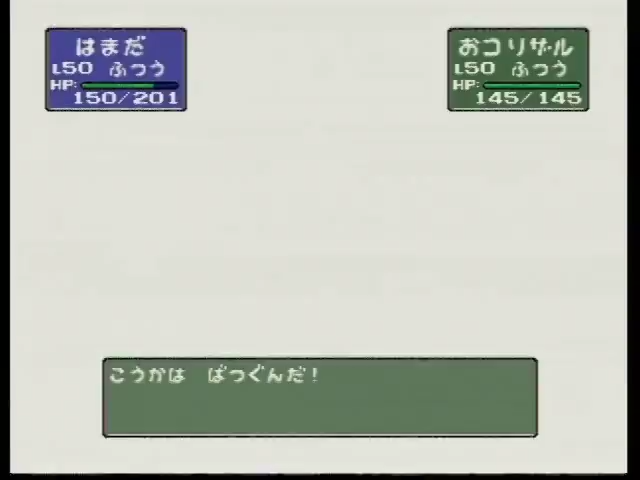 はまだ
L50 ふつう
HP:
150/201
おコリザル
L50 ふつう
HP:
145/145
こうかは ばつぐんだ!